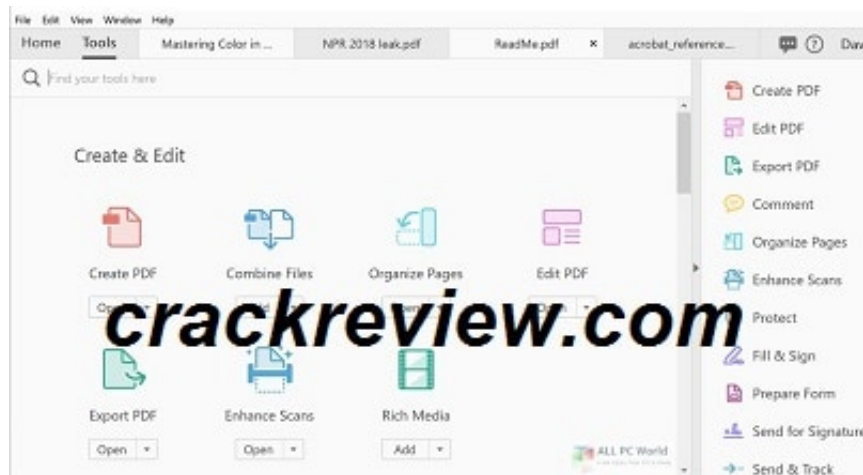 File Edit View Window Help
Home Tools Mastering Color in ... NPR 2018 leak.pdf ReadMe.pdf × acrobat_reference... ? Dav
Find your tools here
Create & Edit
Create PDF Combine Files Organize Pages Edit PDF
crackreview.com
Export PDF Enhance Scans Rich Media
Open Open Add
ALL PC World
Create PDF
Edit PDF
Export PDF
Comment
Organize Pages
Enhance Scans
Protect
Fill & Sign
Prepare Form
Send for Signature
Send & Track